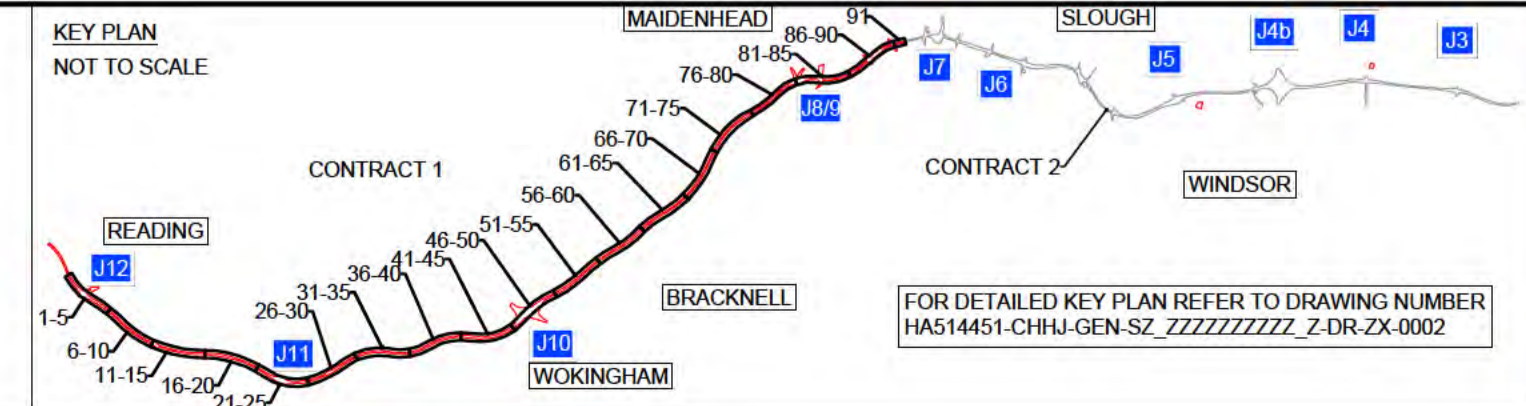 KEY PLAN
NOT TO SCALE
MAIDENHEAD
SLOUGH
91
86-90
81-85
76-80
71-75
66-70
61-65
56-60
51-55
46-50
41-45
36-40
31-35
26-30
J8/9
J7
J6
J5
J4b
J4
J3
CONTRACT 1
CONTRACT 2
WINDSOR
READING
J12
1-5
6-10
11-15
16-20
21-25
J11
J10
WOKINGHAM
BRACKNELL
FOR DETAILED KEY PLAN REFER TO DRAWING NUMBER
HA514451-CHHJ-GEN-SZ_ZZZZZZZZZZ_Z-DR-ZX-0002